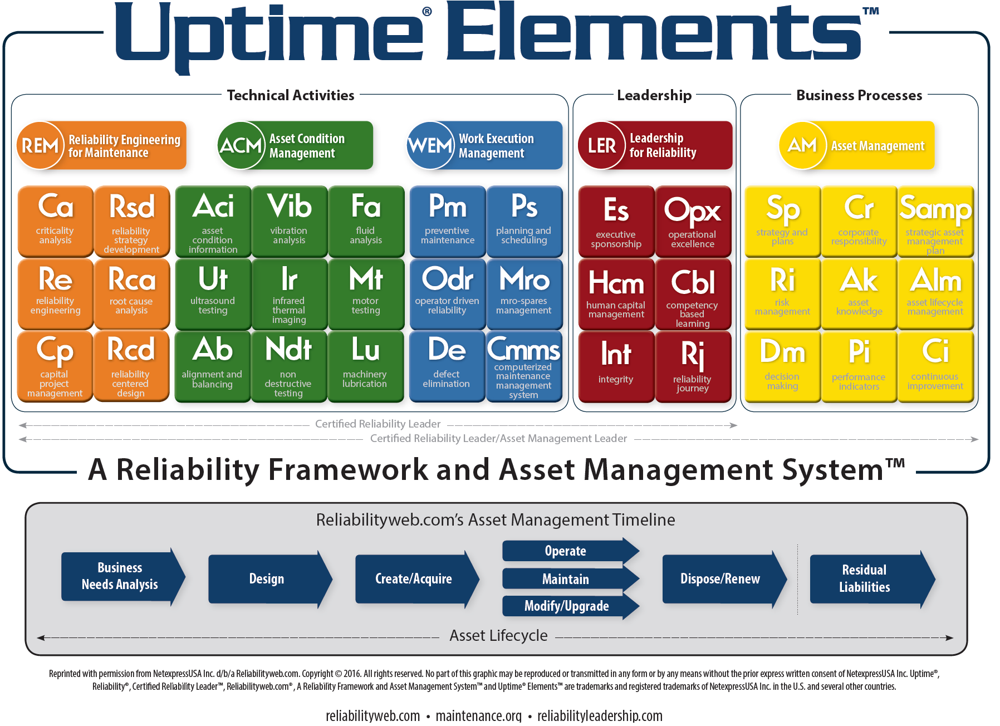 Uptime® Elements™
Technical Activities
Leadership
Business Processes
REM
Reliability Engineering
for Maintenance
ACM
Asset Condition
Management
WEM
Work Execution
Management
LER
Leadership
for Reliability
AM
Asset Management
Ca
criticality
analysis
Rsd
reliability
strategy
development
Aci
asset
condition
information
Vib
vibration
analysis
Fa
fluid
analysis
Pm
preventive
maintenance
Ps
planning and
scheduling
Es
executive
sponsorship
Opx
operational
excellence
Sp
strategy and
plans
Cr
corporate
responsibility
Samp
strategic asset
management
plan
Re
reliability
engineering
Rca
root cause
analysis
Ut
ultrasound
testing
Ir
infrared
thermal
imaging
Mt
motor
testing
Odr
operator driven
reliability
Mro
mro-spares
management
Hcm
human capital
management
Cbl
competency
based
learning
Ri
risk
management
Ak
asset
knowledge
Alm
asset lifecycle
management
Cp
capital
project
management
Rcd
reliability
centered
design
Ab
alignment and
balancing
Ndt
non
destructive
testing
Lu
machinery
lubrication
De
defect
elimination
Cmms
computerized
maintenance
management
system
Int
integrity
Rj
reliability
journey
Dm
decision
making
Pi
performance
indicators
Ci
continuous
improvement
Certified Reliability Leader
Certified Reliability Leader/Asset Management Leader
A Reliability Framework and Asset Management System™
Reliabilityweb.com's Asset Management Timeline
Business
Needs Analysis
Design
Create/Acquire
Operate
Maintain
Modify/Upgrade
Dispose/Renew
Residual
Liabilities
Asset Lifecycle
Reprinted with permission from NetexpressUSA Inc. d/b/a Reliabilityweb.com. Copyright © 2016. All rights reserved. No part of this graphic may be reproduced or transmitted in any form or by any means without the prior express written consent of NetexpressUSA Inc. Uptime®,
Reliability®, Certified Reliability Leader™, Reliabilityweb.com®, A Reliability Framework and Asset Management System™ and Uptime® Elements™ are trademarks and registered trademarks of NetexpressUSA Inc. in the U.S. and several other countries.
reliabilityweb.com • maintenance.org • reliabilityleadership.com